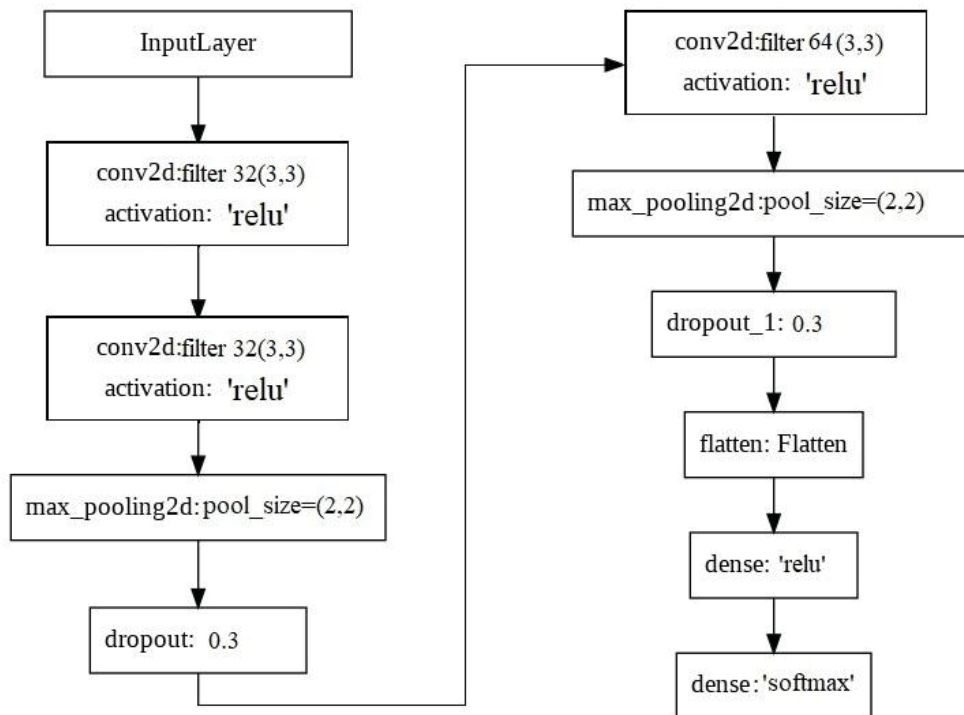 InputLayer
conv2d:filter 32(3,3)
activation: 'relu'
conv2d:filter 32(3,3)
activation: 'relu'
max_pooling2d:pool_size=(2,2)
dropout: 0.3
conv2d:filter 64(3,3)
activation: 'relu'
max_pooling2d:pool_size=(2,2)
dropout_1: 0.3
flatten: Flatten
dense: 'relu'
dense:'softmax'